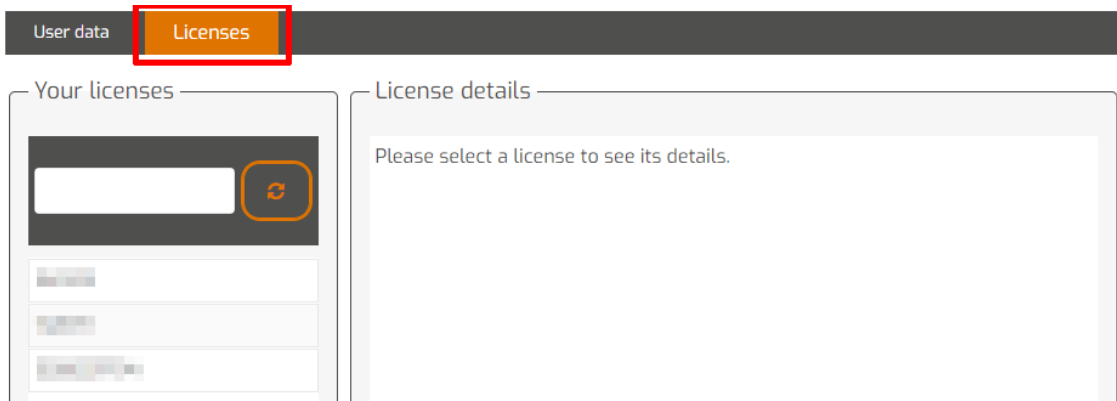 User data
Licenses
Your licenses
License details
Please select a license to see its details.